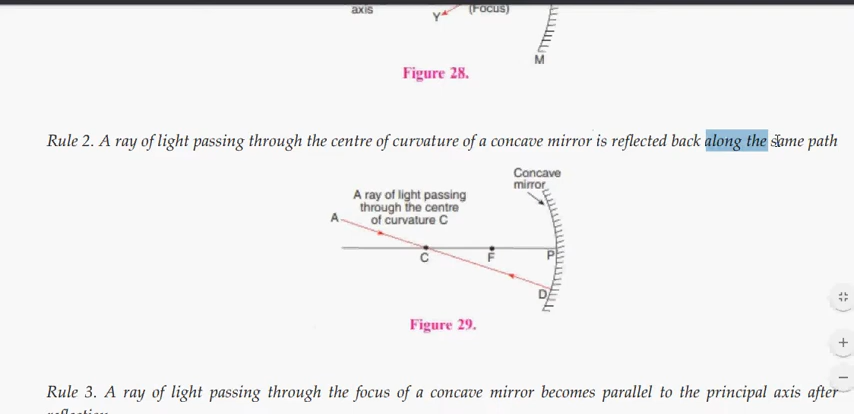 axis
(Focus)
Y
M
Figure 28.
Rule 2. A ray of light passing through the centre of curvature of a concave mirror is reflected back along the same path
Concave
mirror
A ray of light passing
through the centre
of curvature C
A
C
F
P
D
Figure 29.
Rule 3. A ray of light passing through the focus of a concave mirror becomes parallel to the principal axis after
reflection